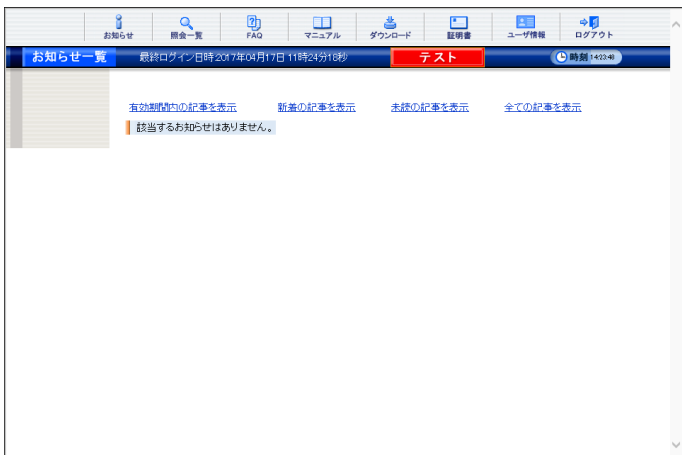 お知らせ 照会一覧 FAQ マニュアル ダウンロード 証明書 ユーザ情報 ログアウト
お知らせ一覧 最終ログイン日時:2017年04月17日 11時24分18秒 テスト 時刻 14:23:48
有効期間内の記事を表示 新着の記事を表示 未読の記事を表示 全ての記事を表示
該当するお知らせはありません。